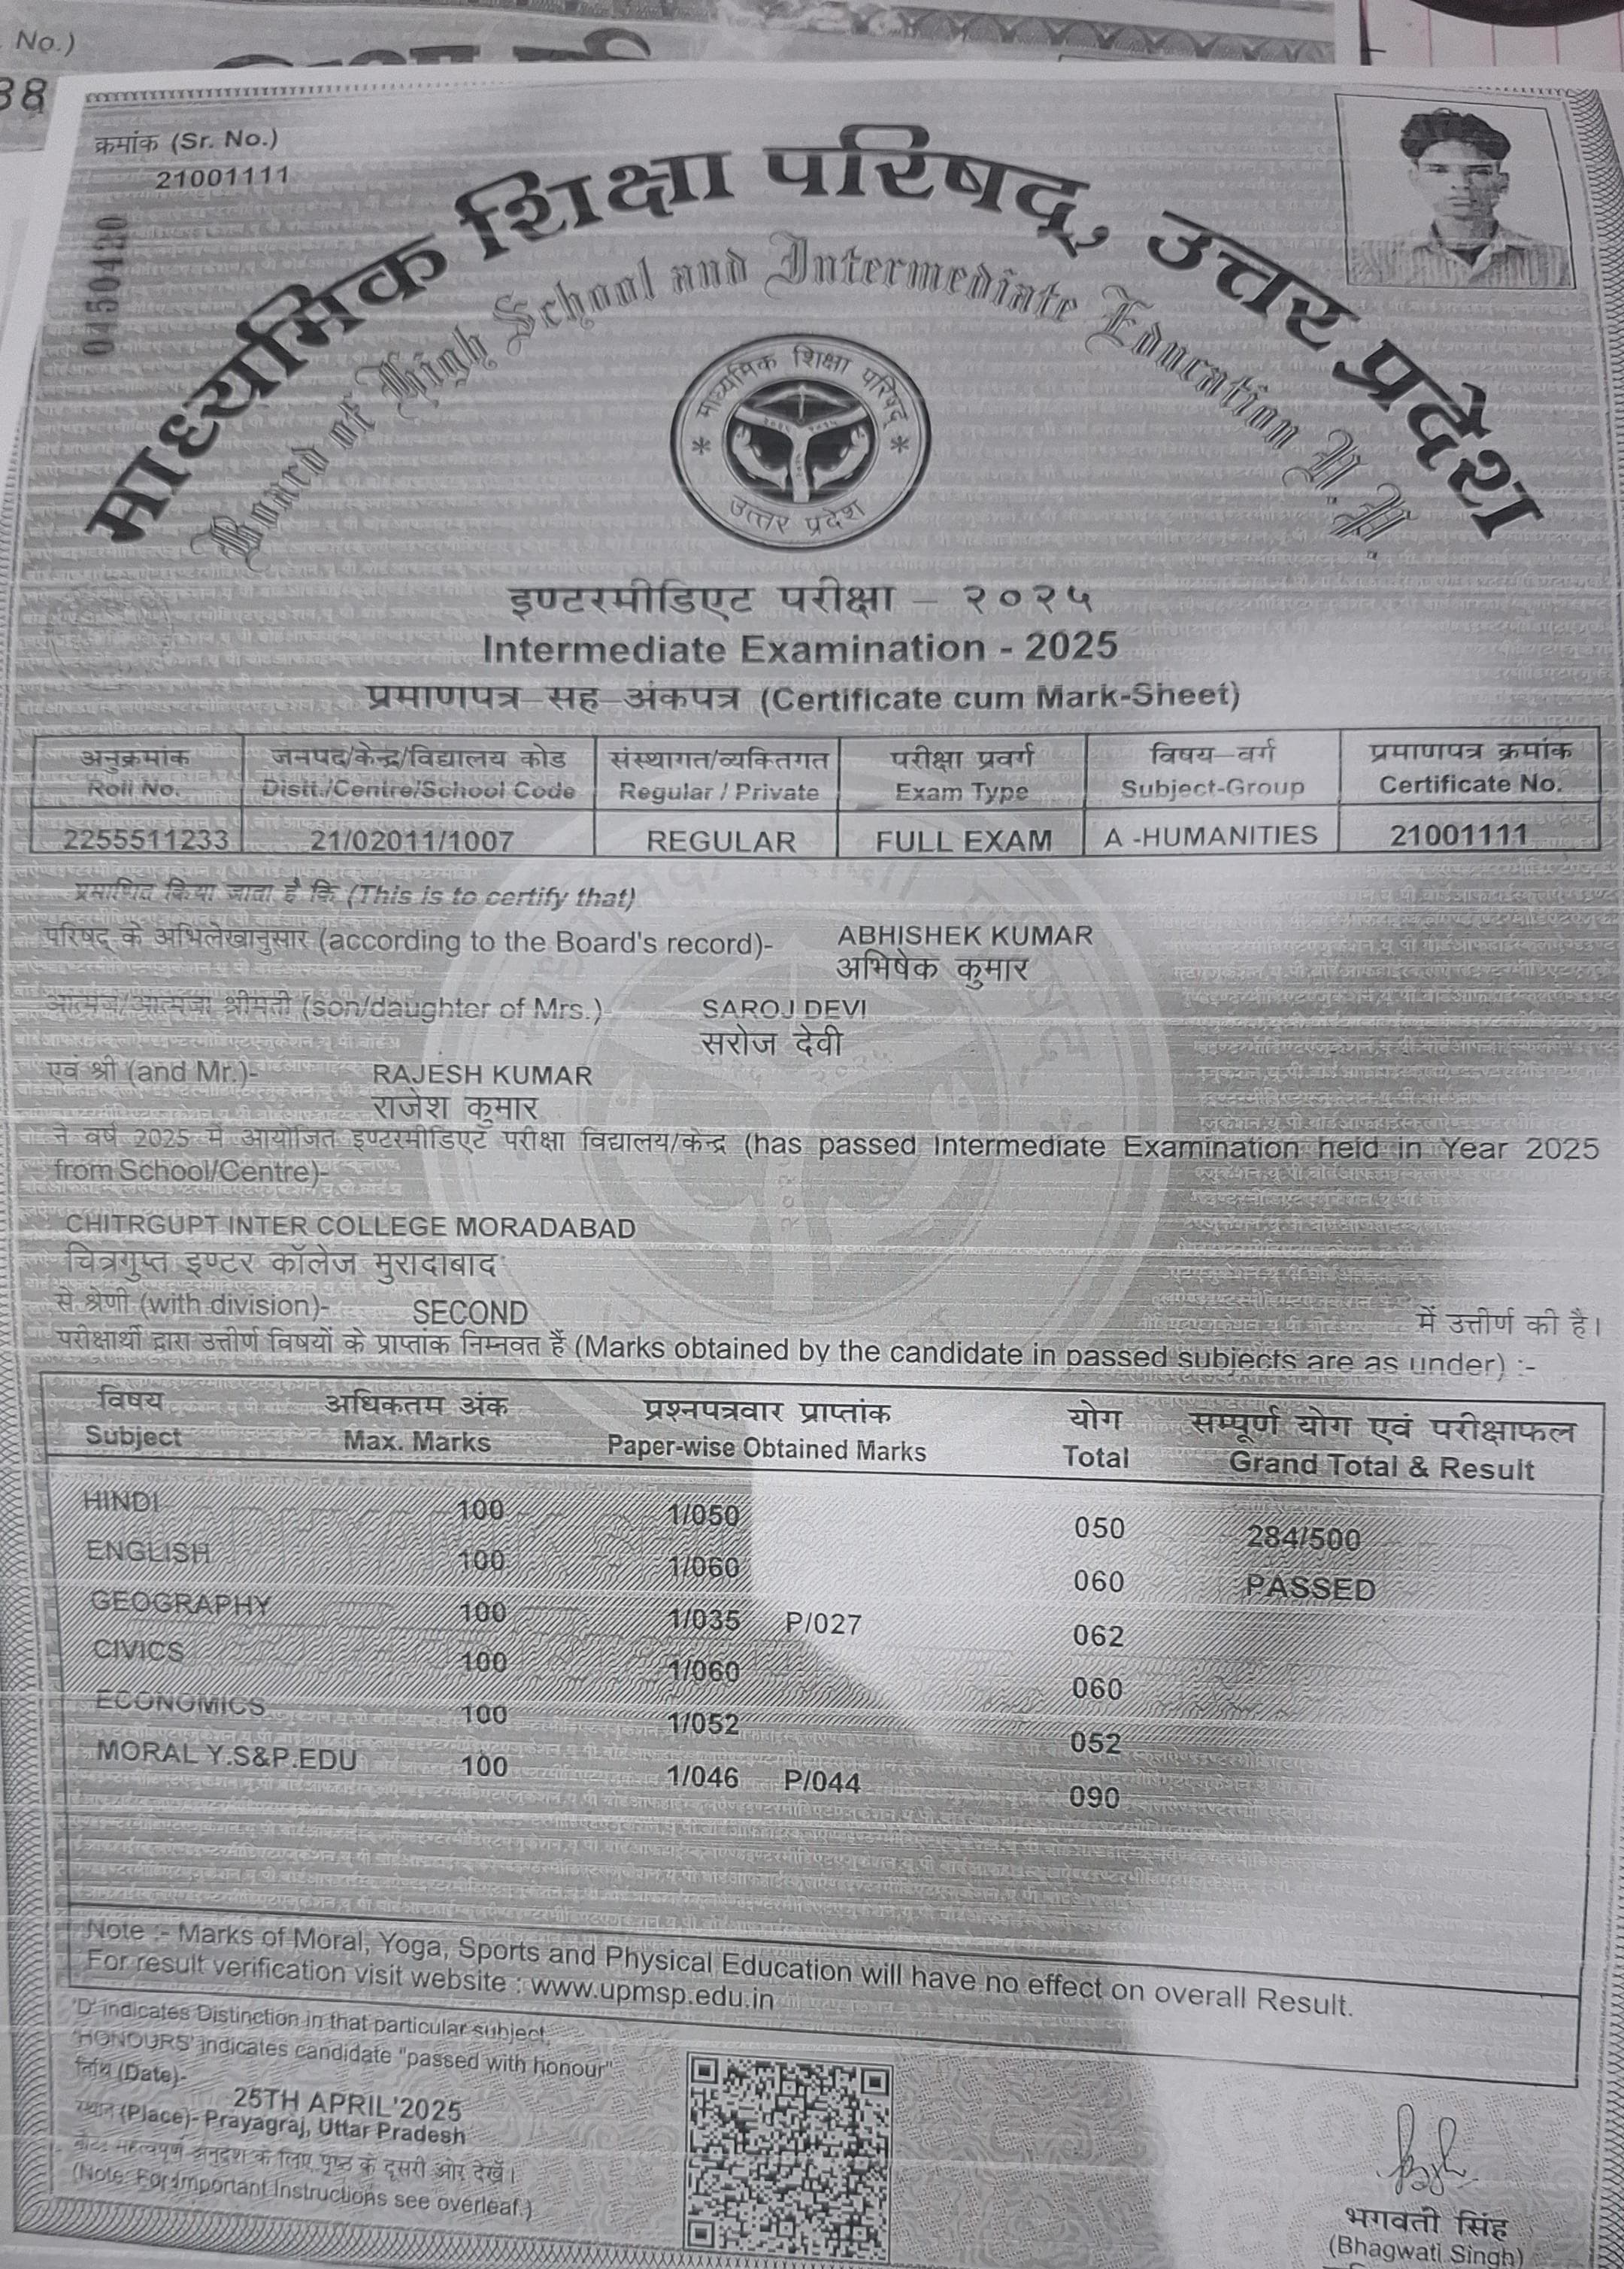 No.)
38
क्रमांक (Sr. No.)
21001111
0450420
माध्यमिक शिक्षा परिषद्, उत्तर प्रदेश
Board of High School and Intermediate Education U.P.
माध्यमिक शिक्षा परिषद्
उत्तर प्रदेश
इण्टरमीडिएट परीक्षा – २०२५
Intermediate Examination - 2025
प्रमाणपत्र–सह–अंकपत्र (Certificate cum Mark-Sheet)
अनुक्रमांक जनपद/केन्द्र/विद्यालय कोड संस्थागत/व्यक्तिगत परीक्षा प्रवर्ग विषय–वर्ग प्रमाणपत्र क्रमांक
Roll No. Distt./Centre/School Code Regular / Private Exam Type Subject-Group Certificate No.
2255511233 21/02011/1007 REGULAR FULL EXAM A -HUMANITIES 21001111
प्रमाणित किया जाता है कि (This is to certify that)
परिषद् के अभिलेखानुसार (according to the Board's record)- ABHISHEK KUMAR
अभिषेक कुमार
आत्मज/आत्मजा श्रीमती (son/daughter of Mrs.)- SAROJ DEVI
सरोज देवी
एवं श्री (and Mr.)- RAJESH KUMAR
राजेश कुमार
ने वर्ष 2025 में आयोजित इण्टरमीडिएट परीक्षा विद्यालय/केन्द्र (has passed Intermediate Examination held in Year 2025
from School/Centre)-
CHITRGUPT INTER COLLEGE MORADABAD
चित्रगुप्त इण्टर कॉलेज मुरादाबाद
से श्रेणी (with division)- SECOND में उत्तीर्ण की है।
परीक्षार्थी द्वारा उत्तीर्ण विषयों के प्राप्तांक निम्नवत हैं (Marks obtained by the candidate in passed subjects are as under) :-
विषय अधिकतम अंक प्रश्नपत्रवार प्राप्तांक योग सम्पूर्ण योग एवं परीक्षाफल
Subject Max. Marks Paper-wise Obtained Marks Total Grand Total & Result
HINDI 100 1/050 050 284/500
ENGLISH 100 1/060 060 PASSED
GEOGRAPHY 100 1/035 P/027 062
CIVICS 100 1/060 060
ECONOMICS 100 1/052 052
MORAL Y.S&P.EDU 100 1/046 P/044 090
Note :- Marks of Moral, Yoga, Sports and Physical Education will have no effect on overall Result.
For result verification visit website : www.upmsp.edu.in
'D' indicates Distinction in that particular subject.
'HONOURS' indicates candidate "passed with honour"
तिथि (Date)-
25TH APRIL'2025
स्थान (Place)- Prayagraj, Uttar Pradesh
नोट: महत्वपूर्ण अनुदेश के लिए पृष्ठ के दूसरी ओर देखें।
(Note: For Important Instructions see overleaf.)
भगवती सिंह
(Bhagwati Singh)